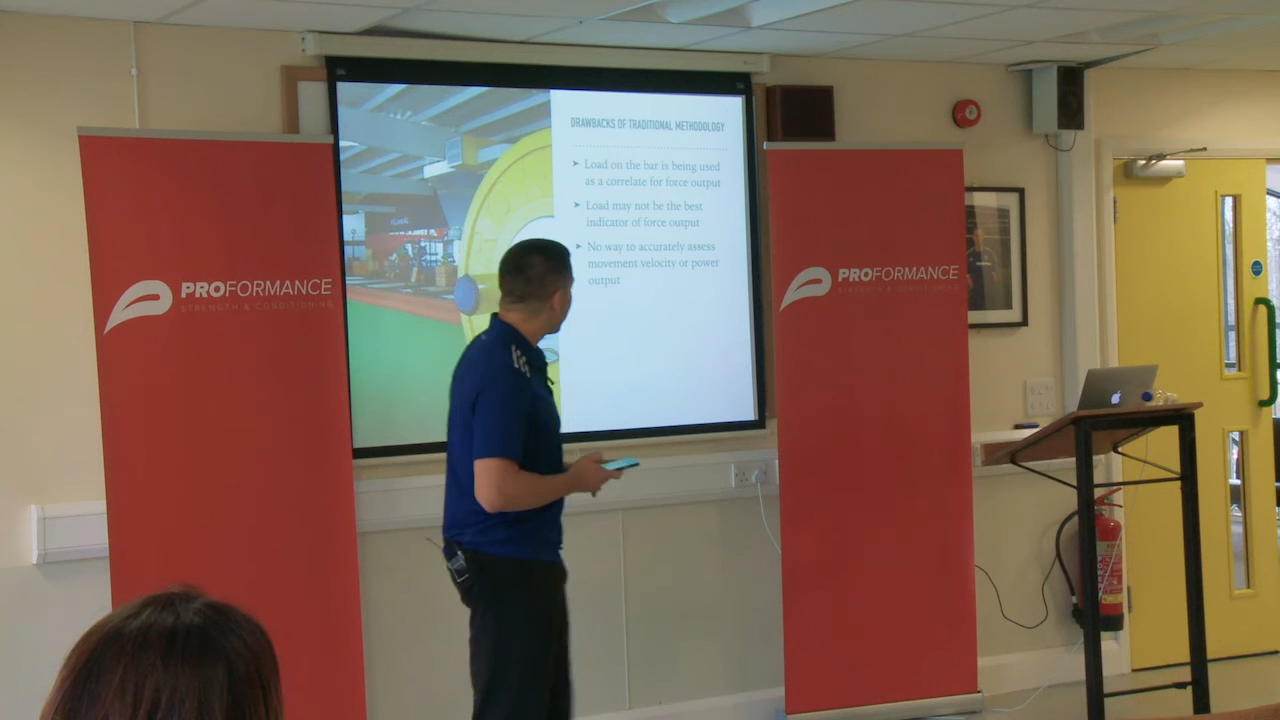 DRAWBACKS OF TRADITIONAL METHODOLOGY
➤ Load on the bar is being used
as a correlate for force output
➤ Load may not be the best
indicator of force output
➤ No way to accurately assess
movement velocity or power
output
PROFORMANCE
STRENGTH & CONDITIONING
PROFORMANCE
STRENGTH & CONDITIONING